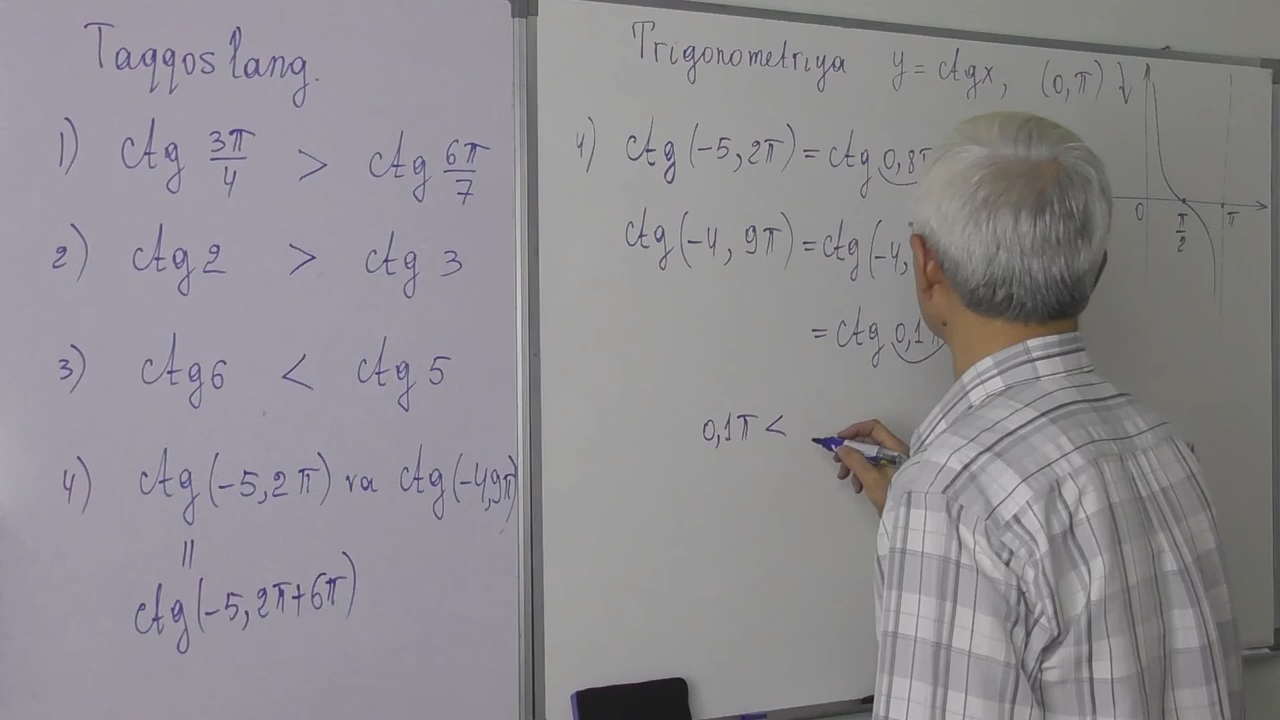 Taqqoslang.
1) ctg 3π/4 > ctg 6π/7
2) ctg 2 > ctg 3
3) ctg 6 < ctg 5
4) ctg (-5,2π) va ctg (-4,9π)
=
ctg (-5,2π+6π)
Trigonometriya y = ctgx, (0,π) ↓
4) ctg (-5,2π) = ctg 0,8π
ctg (-4,9π) = ctg (-4,
= ctg 0,1π
0,1π <
0 π/2 π